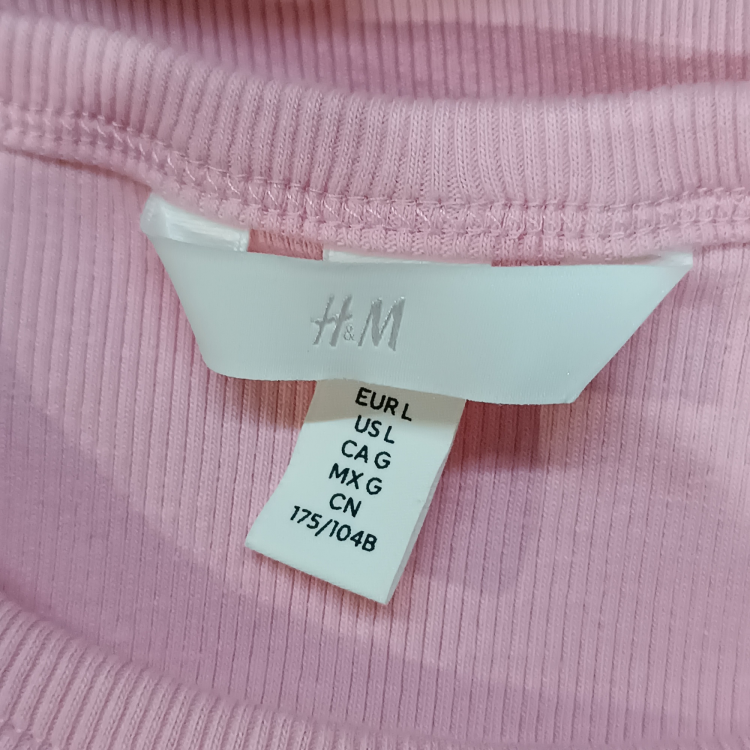 H&M
EUR L
US L
CA G
MX G
CN
175/104B